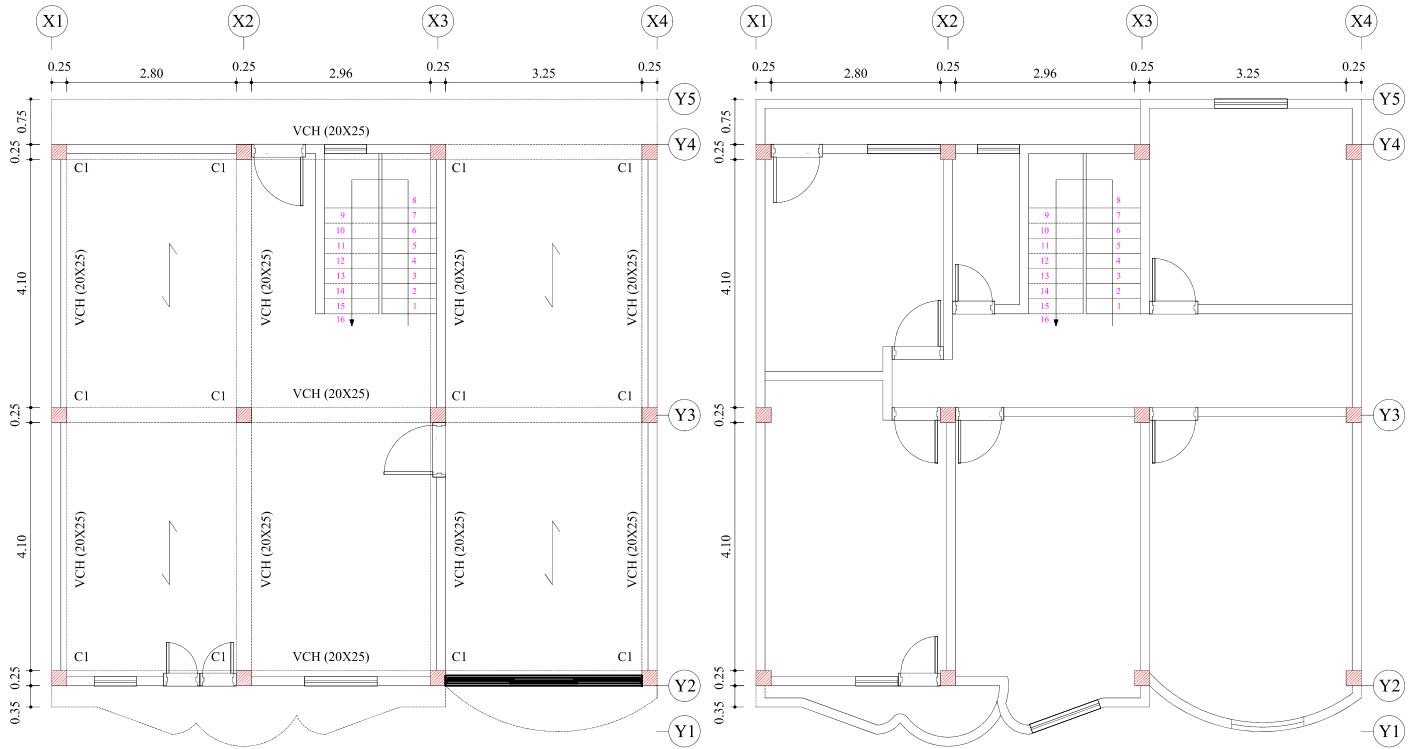 X1 X2 X3 X4 X1 X2 X3 X4
0.25 2.80 0.25 2.96 0.25 3.25 0.25 0.25 2.80 0.25 2.96 0.25 3.25 0.25
Y5 Y5
0.75 0.75
VCH (20X25)
Y4 Y4
0.25 0.25
C1 C1 C1 C1
8 8
9 7 9 7
10 6 10 6
11 5 11 5
12 4 12 4
13 3 13 3
14 2 14 2
15 1 15 1
16 16
4.10 VCH (20X25) VCH (20X25) VCH (20X25) VCH (20X25) 4.10
C1 C1 VCH (20X25) C1 C1
0.25 Y3 0.25 Y3
4.10 VCH (20X25) VCH (20X25) VCH (20X25) VCH (20X25) 4.10
C1 C1 VCH (20X25) C1 C1
0.25 Y2 0.25 Y2
0.35 0.35
Y1 Y1